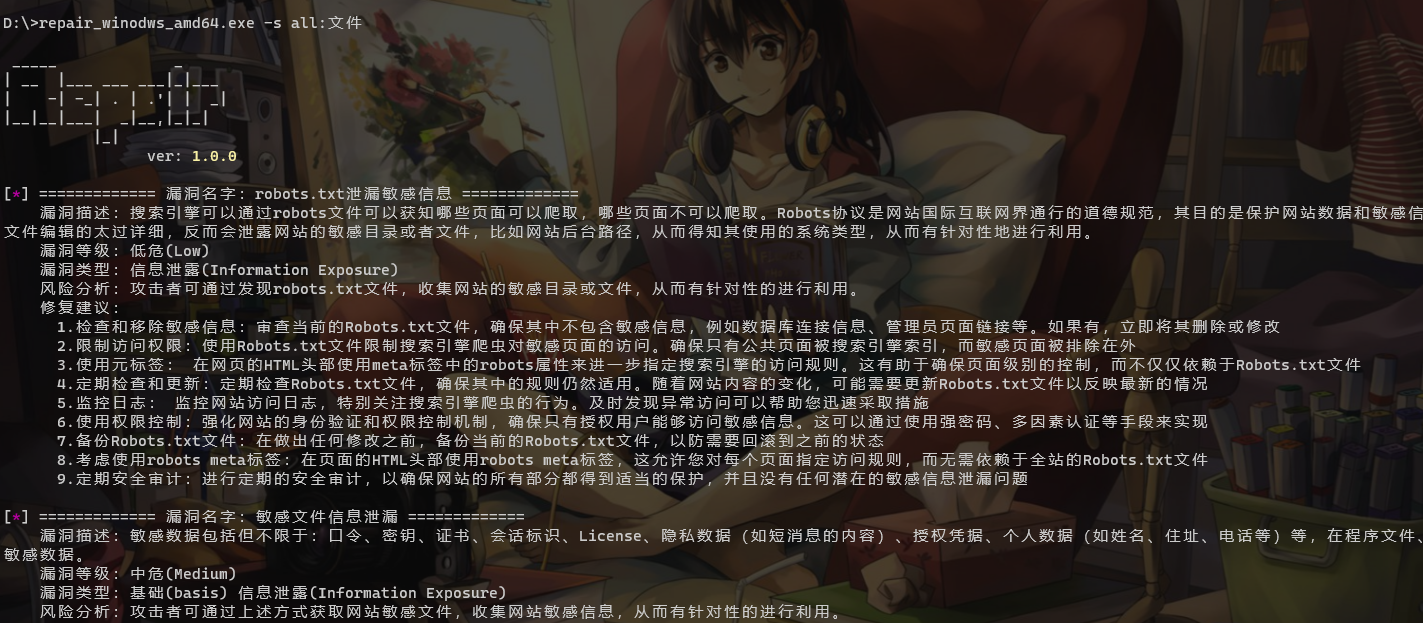 D:\>repair_winodws_amd64.exe -s all:文件
ver: 1.0.0
[*] ============= 漏洞名字: robots.txt泄漏敏感信息 =============
漏洞描述: 搜索引擎可以通过robots文件可以获知哪些页面可以爬取，哪些页面不可以爬取。Robots协议是网站国际互联网界通行的道德规范，其目的是保护网站数据和敏感信
文件编辑的太过详细，反而会泄露网站的敏感目录或者文件，比如网站后台路径，从而得知其使用的系统类型，从而有针对性地进行利用。
漏洞等级: 低危(Low)
漏洞类型: 信息泄露(Information Exposure)
风险分析: 攻击者可通过发现robots.txt文件，收集网站的敏感目录或文件，从而有针对性的进行利用。
修复建议:
1.检查和移除敏感信息: 审查当前的Robots.txt文件，确保其中不包含敏感信息，例如数据库连接信息、管理员页面链接等。如果有，立即将其删除或修改
2.限制访问权限: 使用Robots.txt文件限制搜索引擎爬虫对敏感页面的访问。确保只有公共页面被搜索引擎索引，而敏感页面被排除在外
3.使用元标签: 在网页的HTML头部使用meta标签中的robots属性来进一步指定搜索引擎的访问规则。这有助于确保页面级别的控制，而不仅仅依赖于Robots.txt文件
4.定期检查和更新: 定期检查Robots.txt文件，确保其中的规则仍然适用。随着网站内容的变化，可能需要更新Robots.txt文件以反映最新的情况
5.监控日志: 监控网站访问日志，特别关注搜索引擎爬虫的行为。及时发现异常访问可以帮助您迅速采取措施
6.使用权限控制: 强化网站的身份验证和权限控制机制，确保只有授权用户能够访问敏感信息。这可以通过使用强密码、多因素认证等手段来实现
7.备份Robots.txt文件: 在做出任何修改之前，备份当前的Robots.txt文件，以防需要回滚到之前的状态
8.考虑使用robots meta标签: 在页面的HTML头部使用robots meta标签，这允许您对每个页面指定访问规则，而无需依赖于全站的Robots.txt文件
9.定期安全审计: 进行定期的安全审计，以确保网站的所有部分都得到适当的保护，并且没有任何潜在的敏感信息泄漏问题
[*] ============= 漏洞名字: 敏感文件信息泄漏 =============
漏洞描述: 敏感数据包括但不限于: 口令、密钥、证书、会话标识、License、隐私数据（如短消息的内容）、授权凭据、个人数据（如姓名、住址、电话等）等，在程序文件、
敏感数据。
漏洞等级: 中危(Medium)
漏洞类型: 基础(basis) 信息泄露(Information Exposure)
风险分析: 攻击者可通过上述方式获取网站敏感文件，收集网站敏感信息，从而有针对性的进行利用。